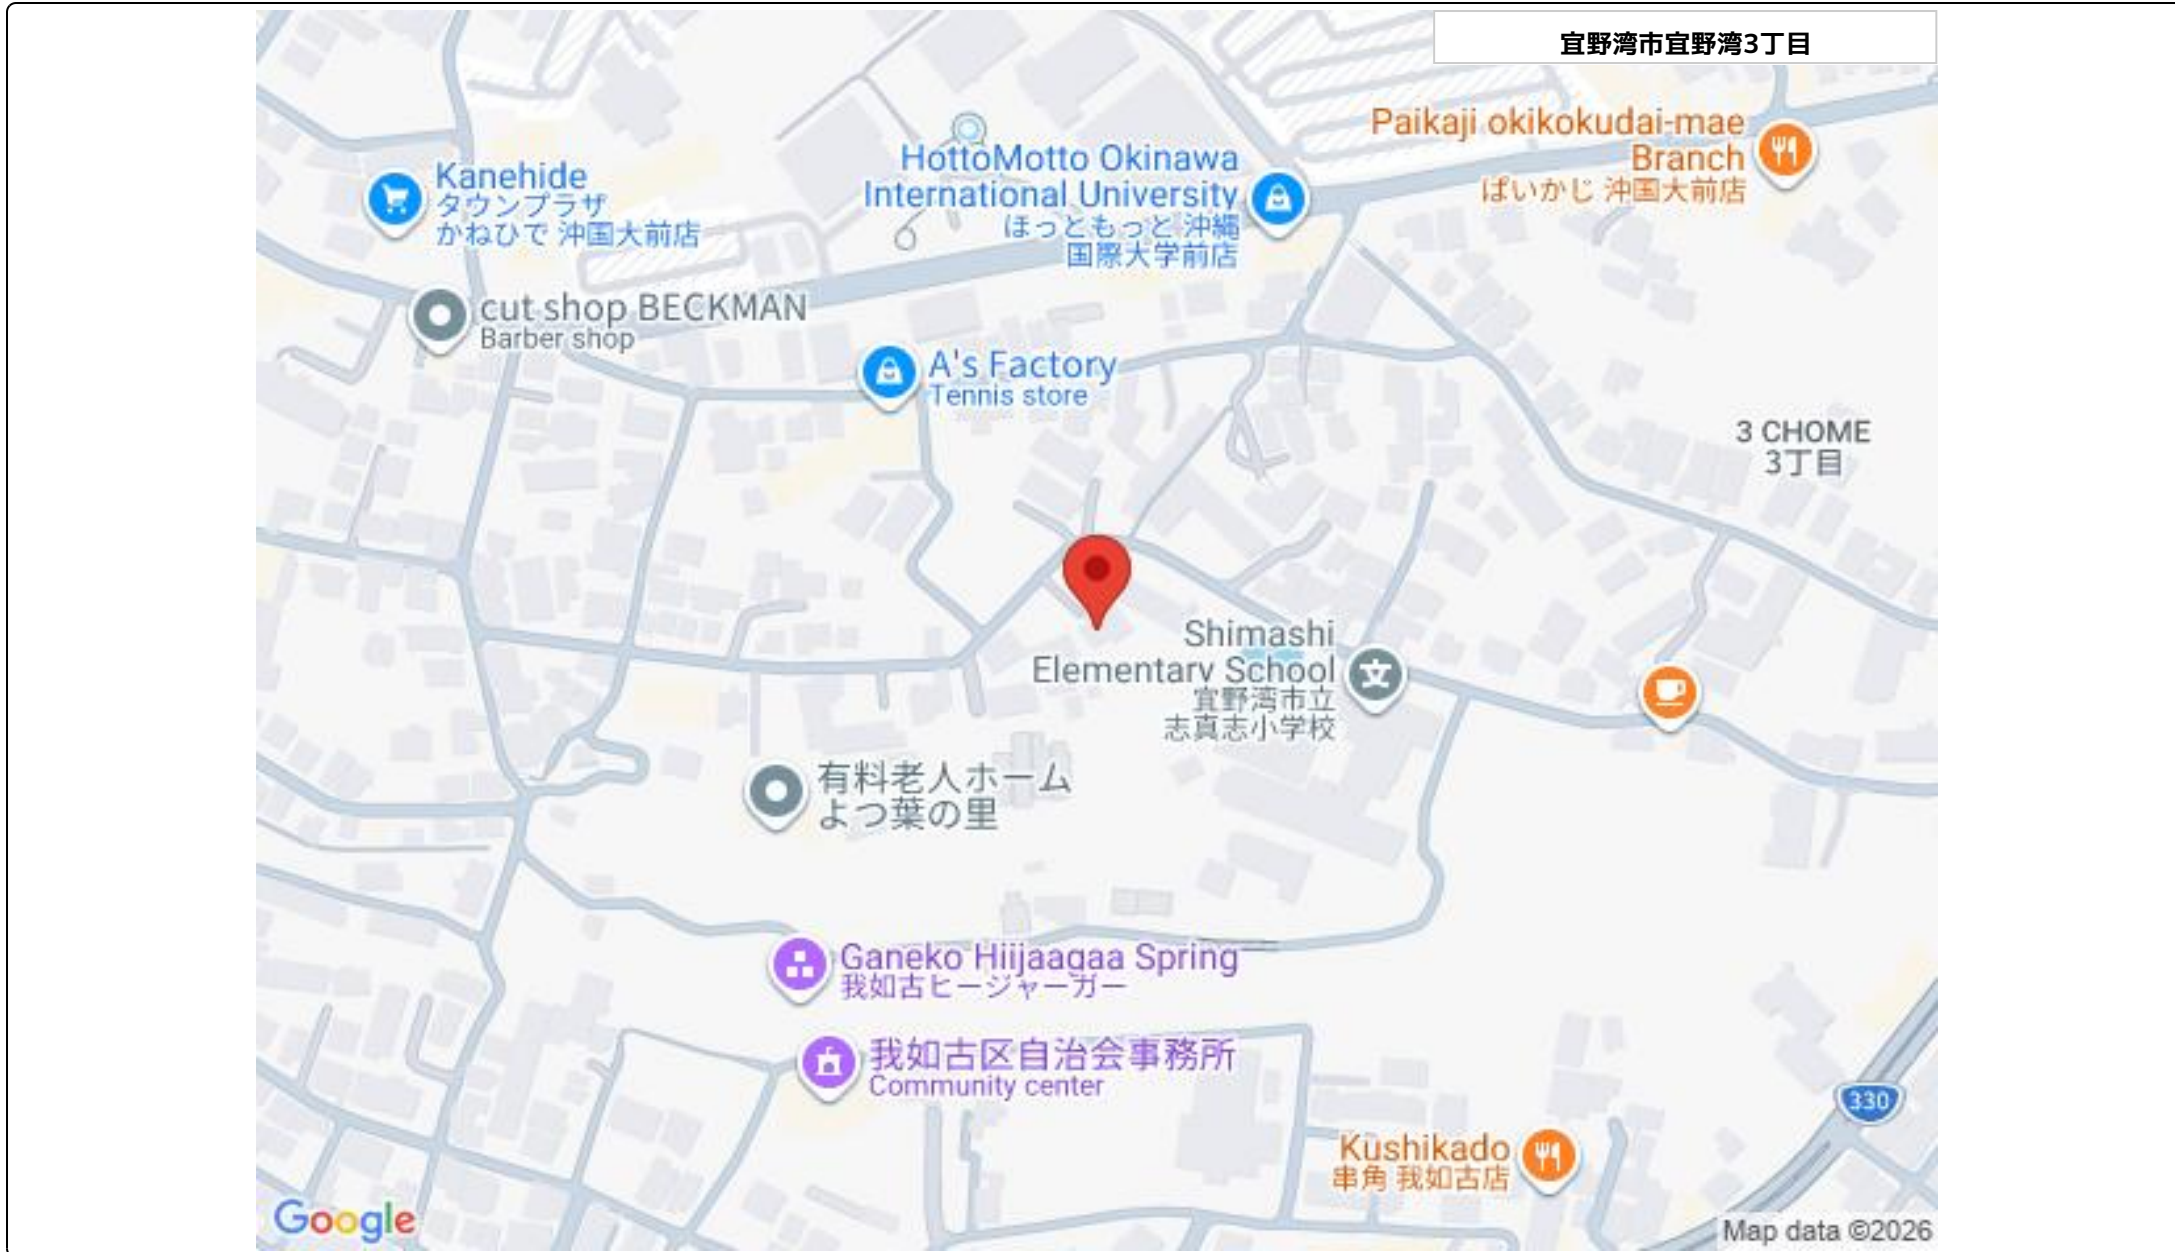 宜野湾市宜野湾3丁目
Paikaji okikokudai-mae
Branch
ぱいかじ 沖国大前店
HottoMotto Okinawa
International University
ほっともっと 沖縄
国際大学前店
Kanehide
タウンプラザ
かねひで 沖国大前店
cut shop BECKMAN
Barber shop
A's Factory
Tennis store
3 CHOME
3丁目
Shimashi
Elementary School
宜野湾市立
志真志小学校
有料老人ホーム
よつ葉の里
Ganeko Hiijaagaa Spring
我如古ヒージャーガー
我如古区自治会事務所
Community center
330
Kushikado
串角 我如古店
Google
Map data ©2026